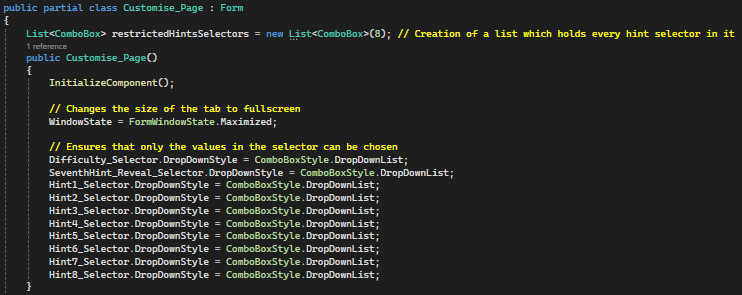 public partial class Customise_Page : Form
{
List<ComboBox> restrictedHintsSelectors = new List<ComboBox>(8); // Creation of a list which holds every hint selector in it
1 reference
public Customise_Page()
{
InitializeComponent();
// Changes the size of the tab to fullscreen
WindowState = FormWindowState.Maximized;
// Ensures that only the values in the selector can be chosen
Difficulty_Selector.DropDownStyle = ComboBoxStyle.DropDownList;
SeventhHint_Reveal_Selector.DropDownStyle = ComboBoxStyle.DropDownList;
Hint1_Selector.DropDownStyle = ComboBoxStyle.DropDownList;
Hint2_Selector.DropDownStyle = ComboBoxStyle.DropDownList;
Hint3_Selector.DropDownStyle = ComboBoxStyle.DropDownList;
Hint4_Selector.DropDownStyle = ComboBoxStyle.DropDownList;
Hint5_Selector.DropDownStyle = ComboBoxStyle.DropDownList;
Hint6_Selector.DropDownStyle = ComboBoxStyle.DropDownList;
Hint7_Selector.DropDownStyle = ComboBoxStyle.DropDownList;
Hint8_Selector.DropDownStyle = ComboBoxStyle.DropDownList;
}